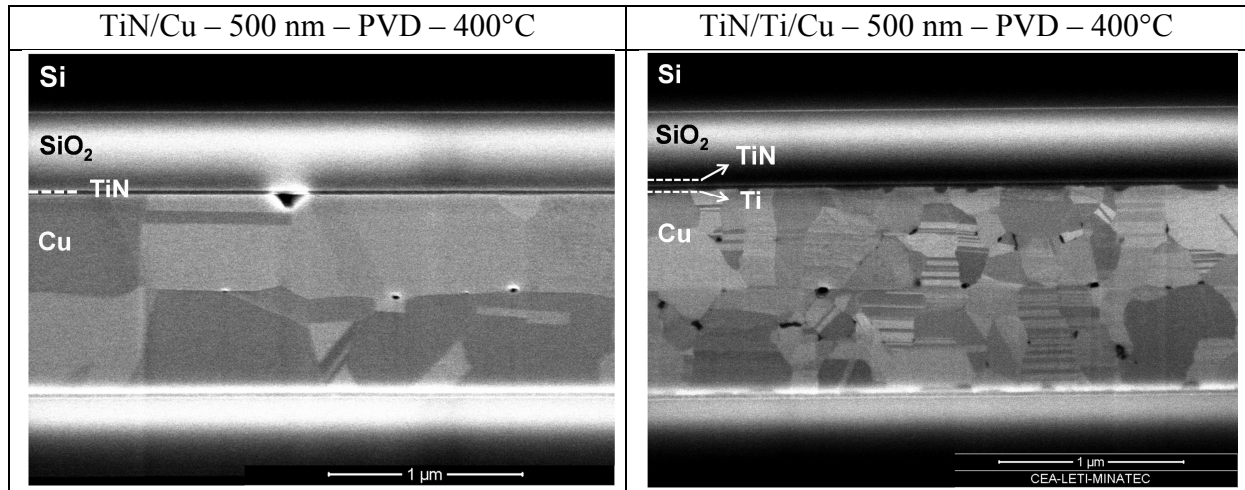 TiN/Cu – 500 nm – PVD – 400°C
Si
SiO₂
TiN
Cu
1 µm
TiN/Ti/Cu – 500 nm – PVD – 400°C
Si
SiO₂
TiN
Ti
Cu
1 µm
CEA-LETI-MINATEC